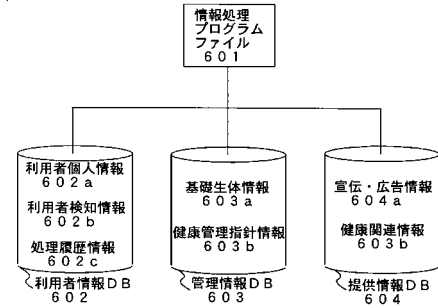 情報処理
プログラム
ファイル
601
利用者個人情報
602a
利用者検知情報
602b
処理履歴情報
602c
利用者情報DB
602
基礎生体情報
603a
健康管理指針情報
603b
管理情報DB
603
宣伝・広告情報
604a
健康関連情報
603b
提供情報DB
604